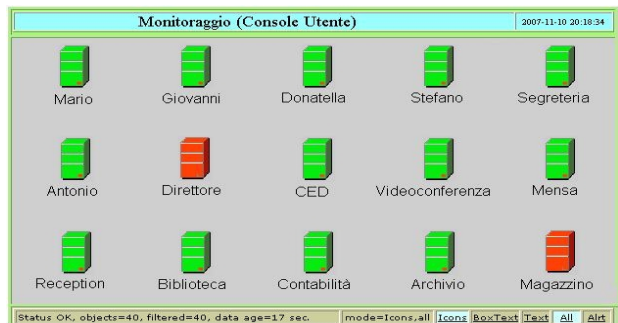 Monitoraggio (Console Utente) 2007-11-10 20:18:34
Mario Giovanni Donatella Stefano Segreteria
Antonio Direttore CED Videoconferenza Mensa
Reception Biblioteca Contabilità Archivio Magazzino
Status OK, objects=40, filtered=40, data age=17 sec. mode=Icons,all Icons BoxText Text All Alrt